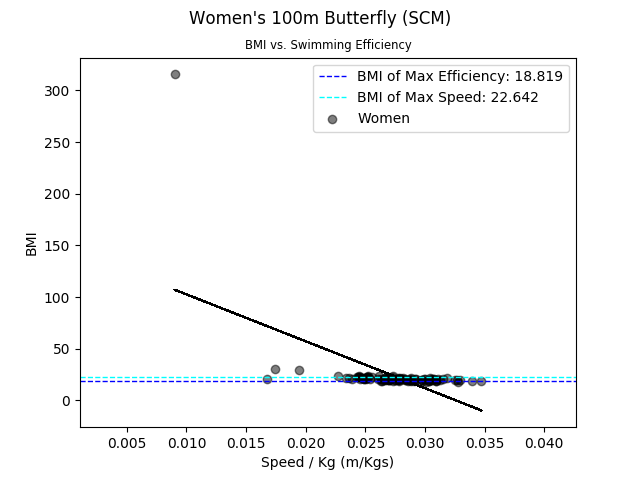 Women's 100m Butterfly (SCM)
BMI vs. Swimming Efficiency
BMI of Max Efficiency: 18.819
BMI of Max Speed: 22.642
Women
300
250
200
150
100
50
0
BMI
0.005 0.010 0.015 0.020 0.025 0.030 0.035 0.040
Speed / Kg (m/Kgs)